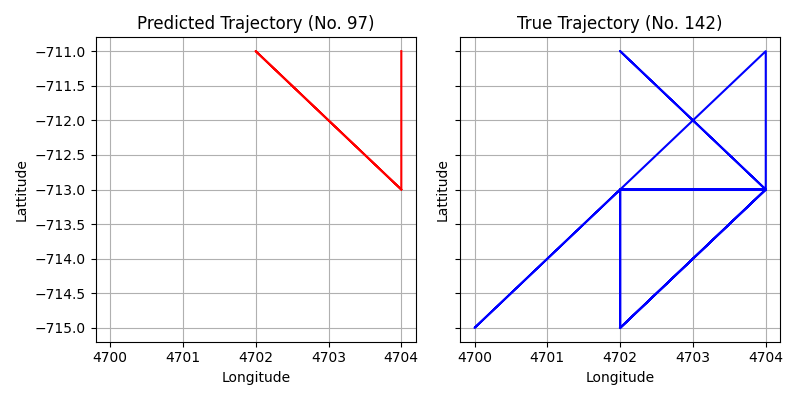 Predicted Trajectory (No. 97)
True Trajectory (No. 142)
−711.0
−711.5
−712.0
−712.5
−713.0
−713.5
−714.0
−714.5
−715.0
Lattitude
Lattitude
4700 4701 4702 4703 4704
4700 4701 4702 4703 4704
Longitude
Longitude